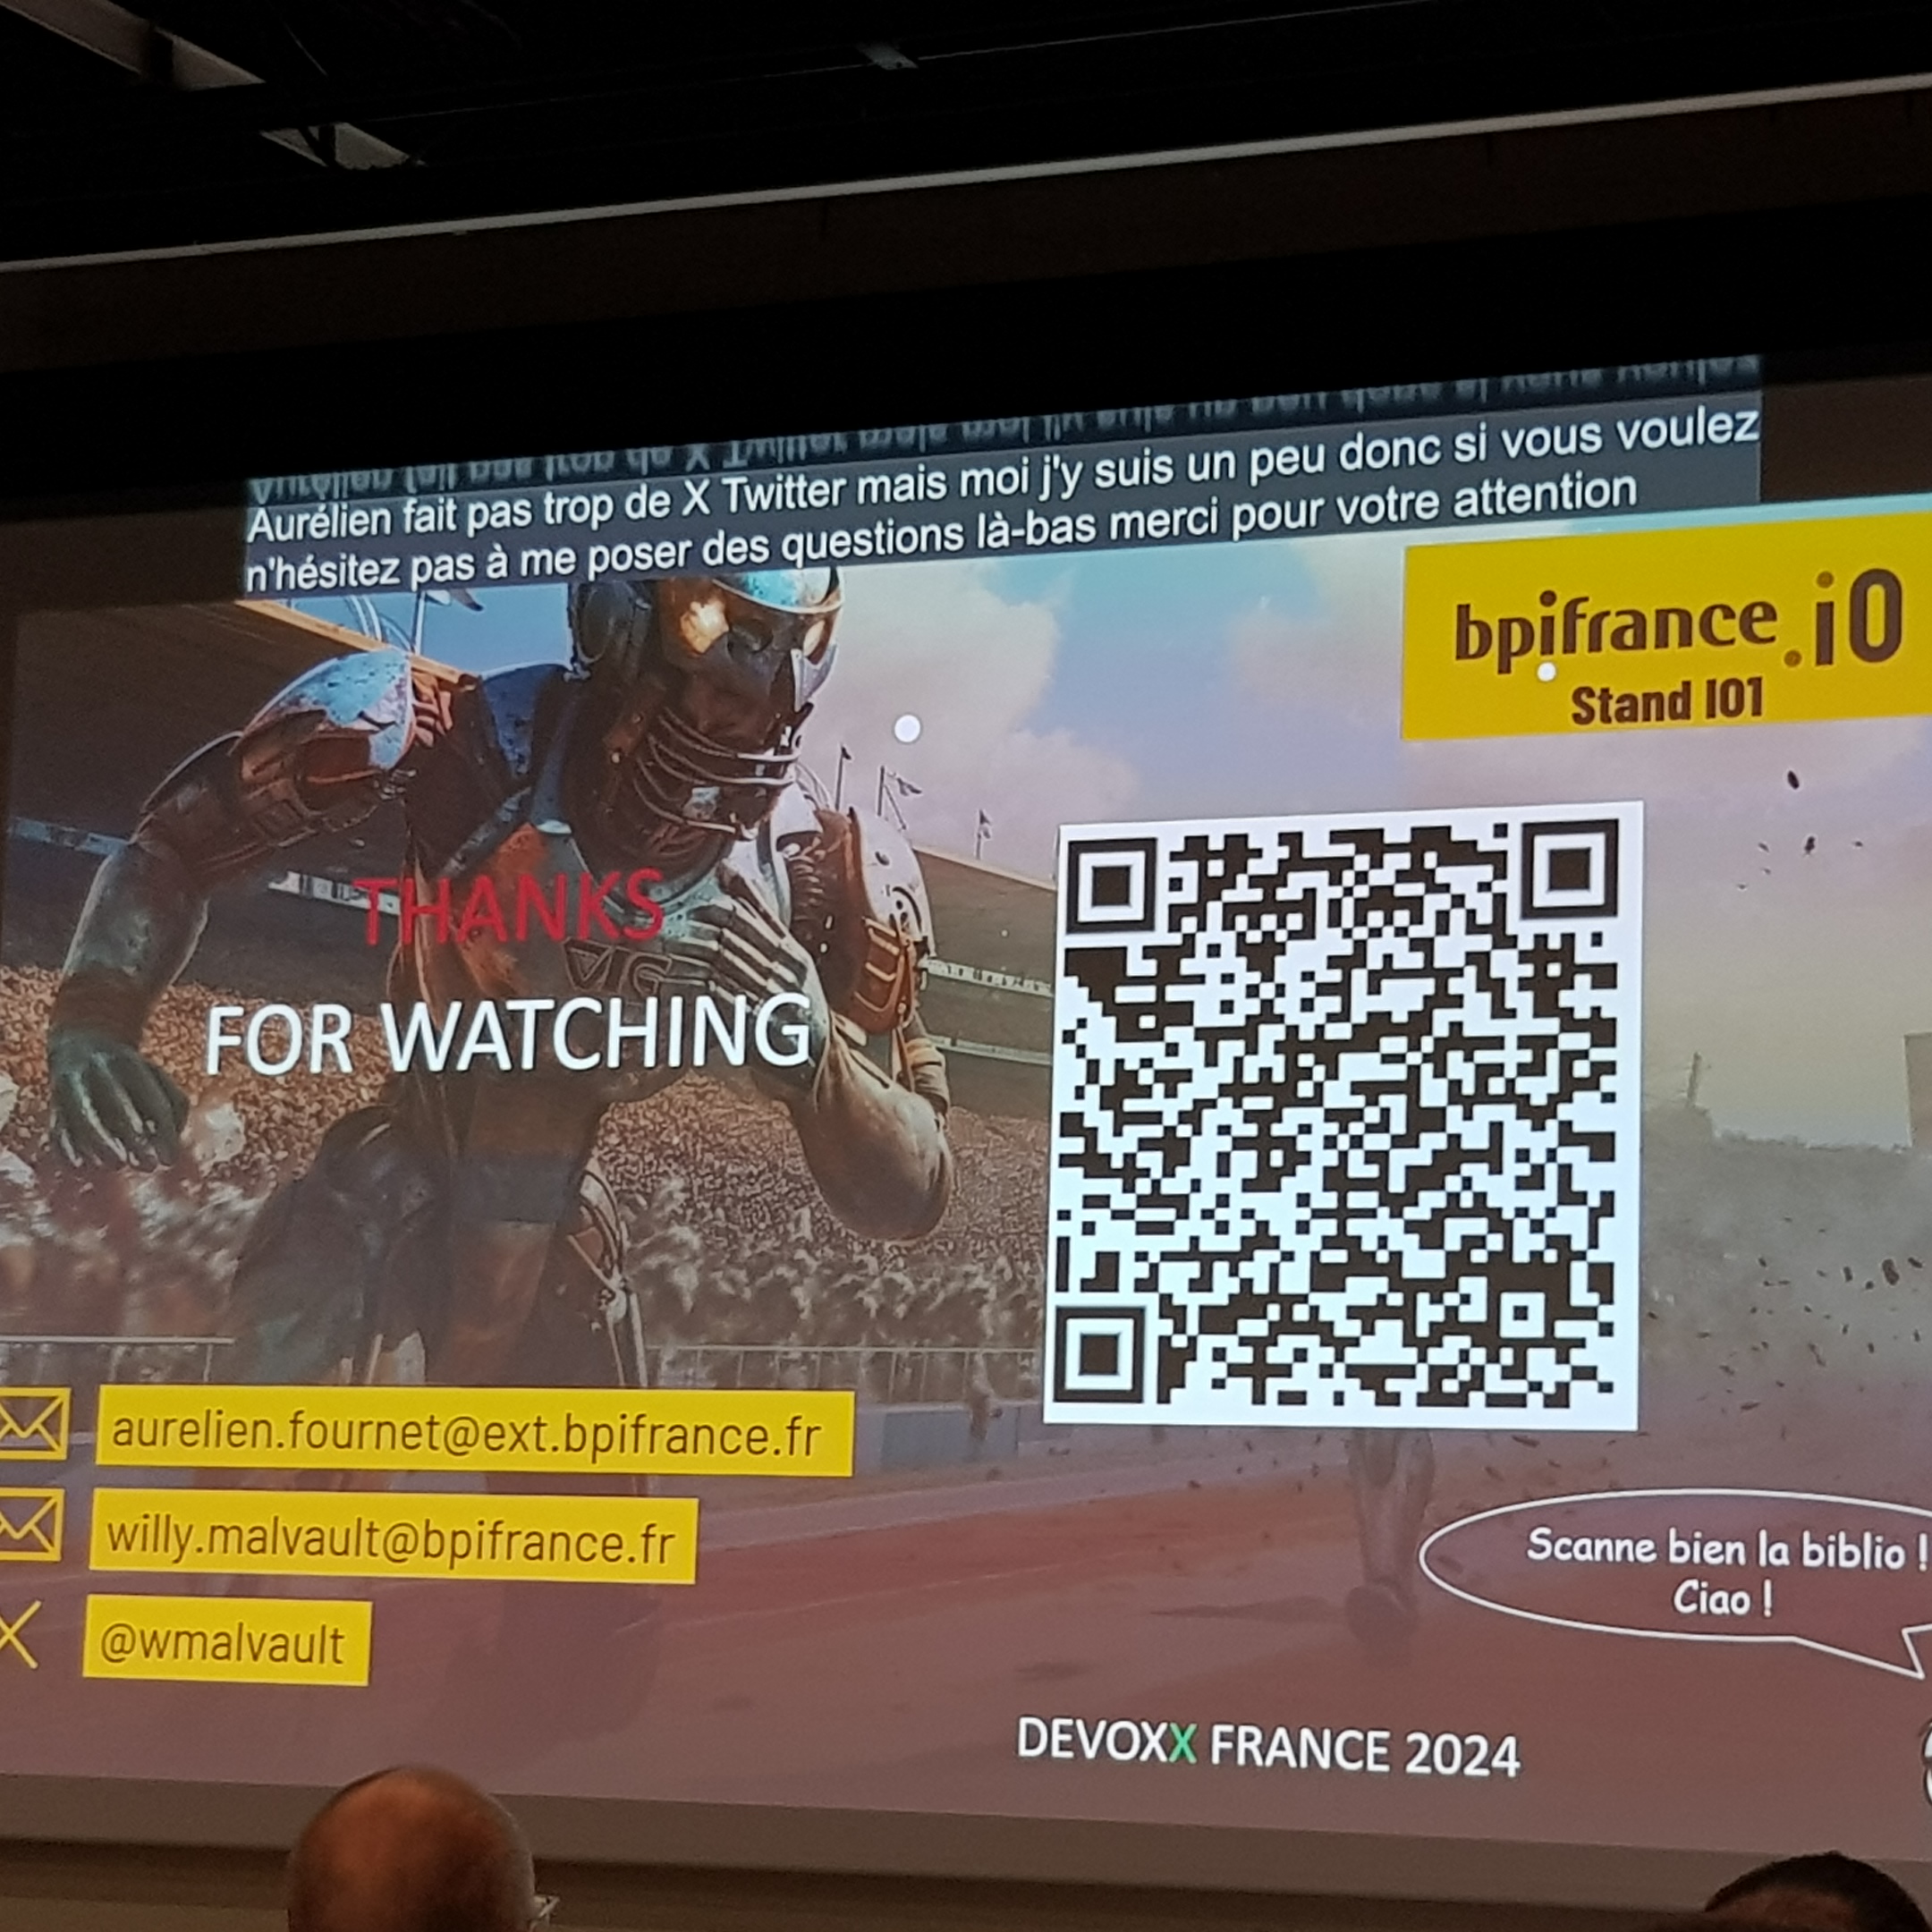 Aurélien fait pas trop de X Twitter mais moi j'y suis un peu donc si vous voulez
n'hésitez pas à me poser des questions là-bas merci pour votre attention
bpifrance .iO
Stand IO1
THANKS
FOR WATCHING
aurelien.fournet@ext.bpifrance.fr
willy.malvault@bpifrance.fr
@wmalvault
Scanne bien la biblio !
Ciao !
DEVOXX FRANCE 2024